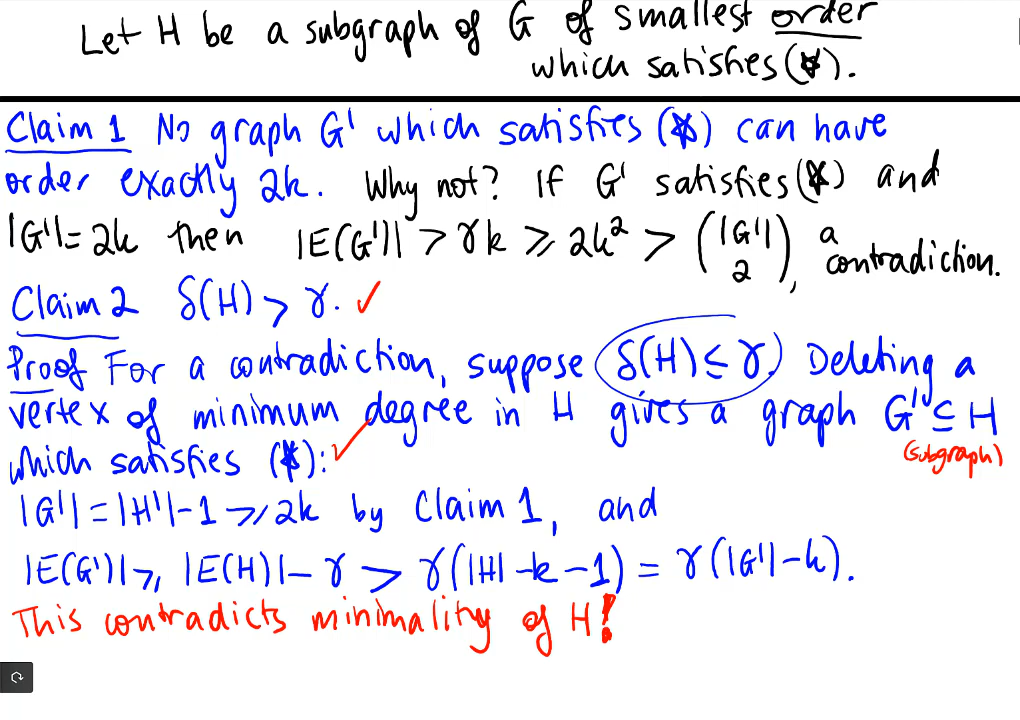 Let H be a subgraph of G of smallest order
which satisfies (*).
Claim 1 No graph G' which satisfies (*) can have
order exactly 2k. Why not? If G' satisfies (*) and
|G'| = 2k then |E(G')| > γk ≥ 2k² > (|G'| 2), a contradiction.
Claim 2 δ(H) > γ. ✓
Proof For a contradiction, suppose δ(H) ≤ γ. Deleting a
vertex of minimum degree in H gives a graph G' ⊆ H
(subgraph)
which satisfies (*): ✓
|G'| = |H'| - 1 ≥ 2k by Claim 1, and
|E(G')| ≥ |E(H)| - γ > γ(|H| - k - 1) = γ(|G'| - k).
This contradicts minimality of H!